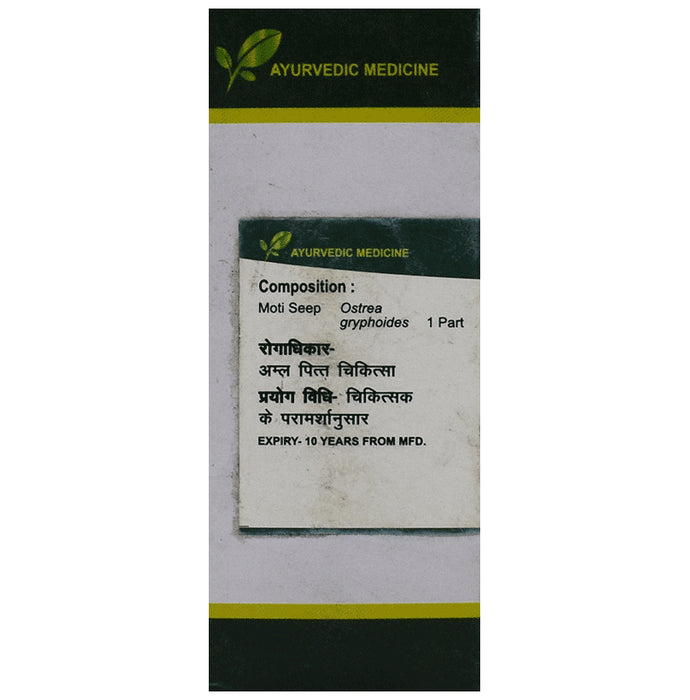 AYURVEDIC MEDICINE
AYURVEDIC MEDICINE
Composition :
Moti Seep Ostrea
gryphoides 1 Part
रोगाधिकार-
अम्ल पित्त चिकित्सा
प्रयोग विधि- चिकित्सक
के परामर्शानुसार
EXPIRY- 10 YEARS FROM MFD.